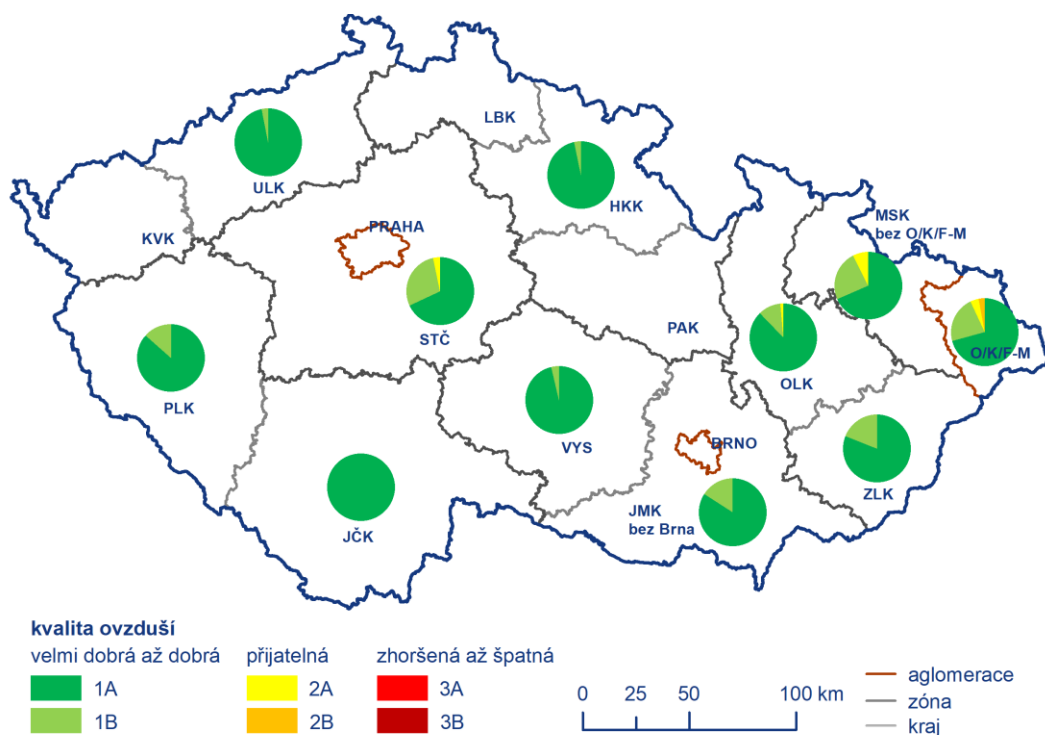 LBK
ULK
HKK
MSK
bez O/K/F-M
PRAHA
KVK
STČ
PAK
O/K/F-M
OLK
PLK
VYS
BRNO
ZLK
JMK
bez Brna
JČK
kvalita ovzduší
velmi dobrá až dobrá
1A
1B
přijatelná
2A
2B
zhoršená až špatná
3A
3B
0 25 50 100 km
aglomerace
zóna
kraj